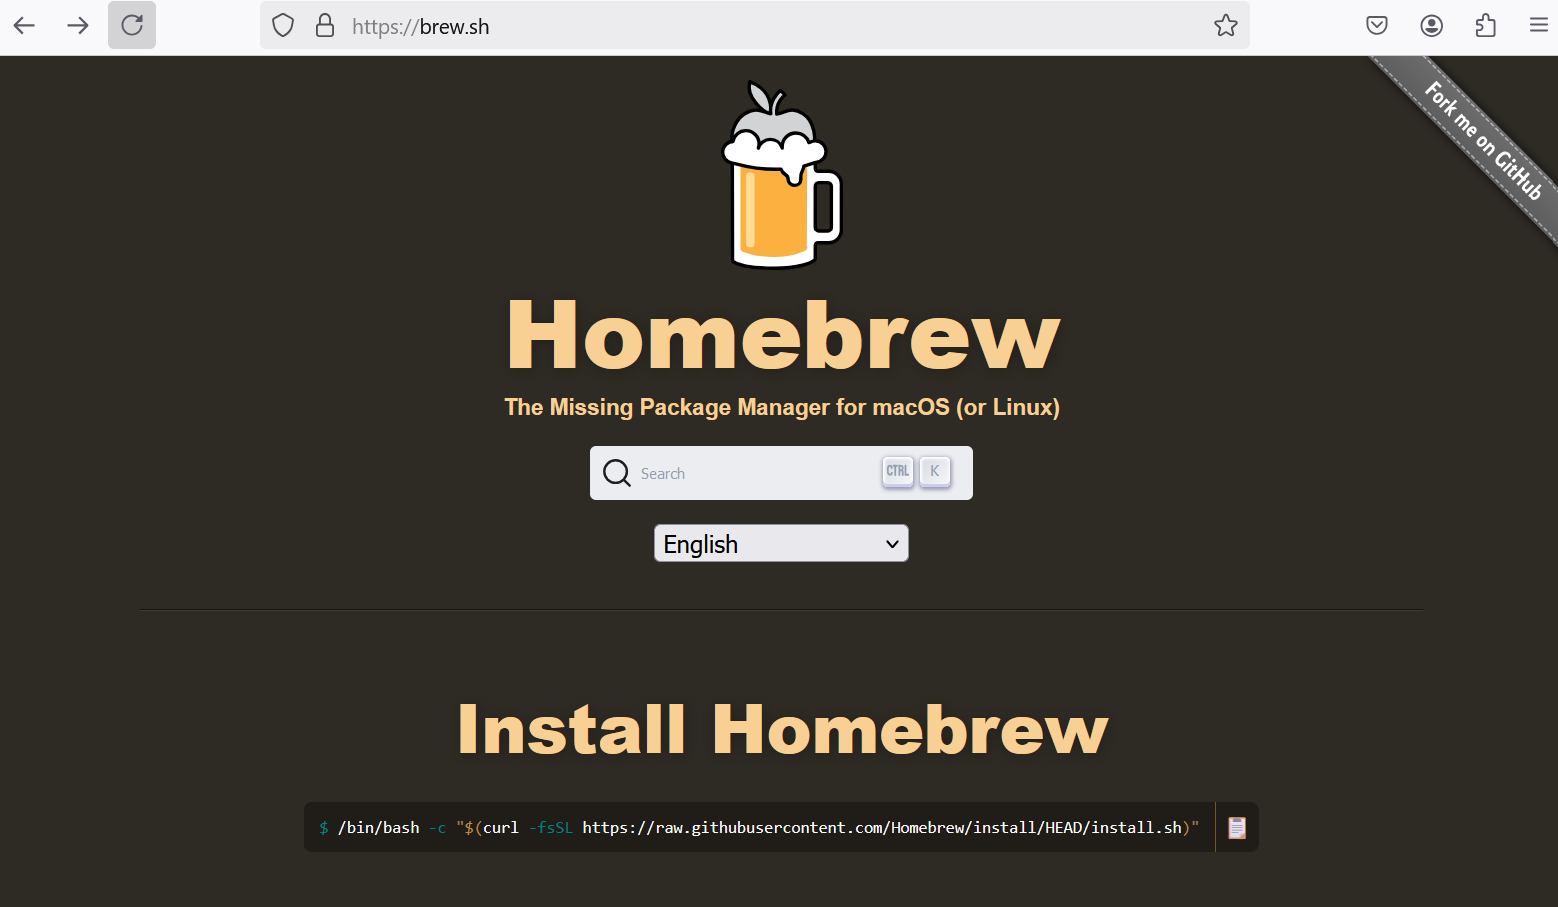 https://brew.sh
Fork me on GitHub
Homebrew
The Missing Package Manager for macOS (or Linux)
Search CTRL K
English
Install Homebrew
$ /bin/bash -c "$(curl -fsSL https://raw.githubusercontent.com/Homebrew/install/HEAD/install.sh)"